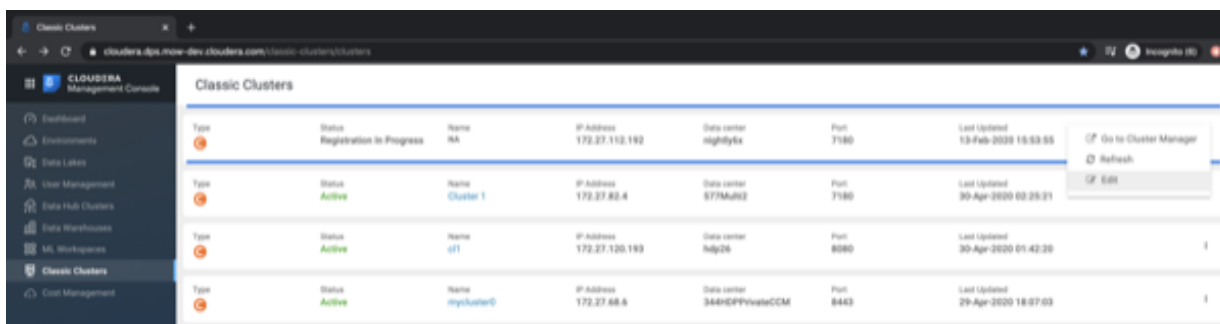 Classic Clusters
cloudera.dps.mow-dev.cloudera.com/classic-clusters/clusters
Incognito (6)
CLOUDERA
Management Console
Classic Clusters
Dashboard
Environments
Data Lakes
User Management
Data Hub Clusters
Data Warehouses
ML Workspaces
Classic Clusters
Cost Management
Type Status Name IP Address Data center Port Last Updated
C Registration In Progress NA 172.27.112.192 nightly6x 7180 13-Feb-2020 15:53:55
Go to Cluster Manager
Refresh
Edit
Type Status Name IP Address Data center Port Last Updated
C Active Cluster 1 172.27.82.4 577Multi2 7180 30-Apr-2020 02:25:21
Type Status Name IP Address Data center Port Last Updated
C Active cl1 172.27.120.193 hdp26 8080 30-Apr-2020 01:42:20
Type Status Name IP Address Data center Port Last Updated
C Active mycluster0 172.27.68.6 344HDPPrivateCCM 8443 29-Apr-2020 18:07:03